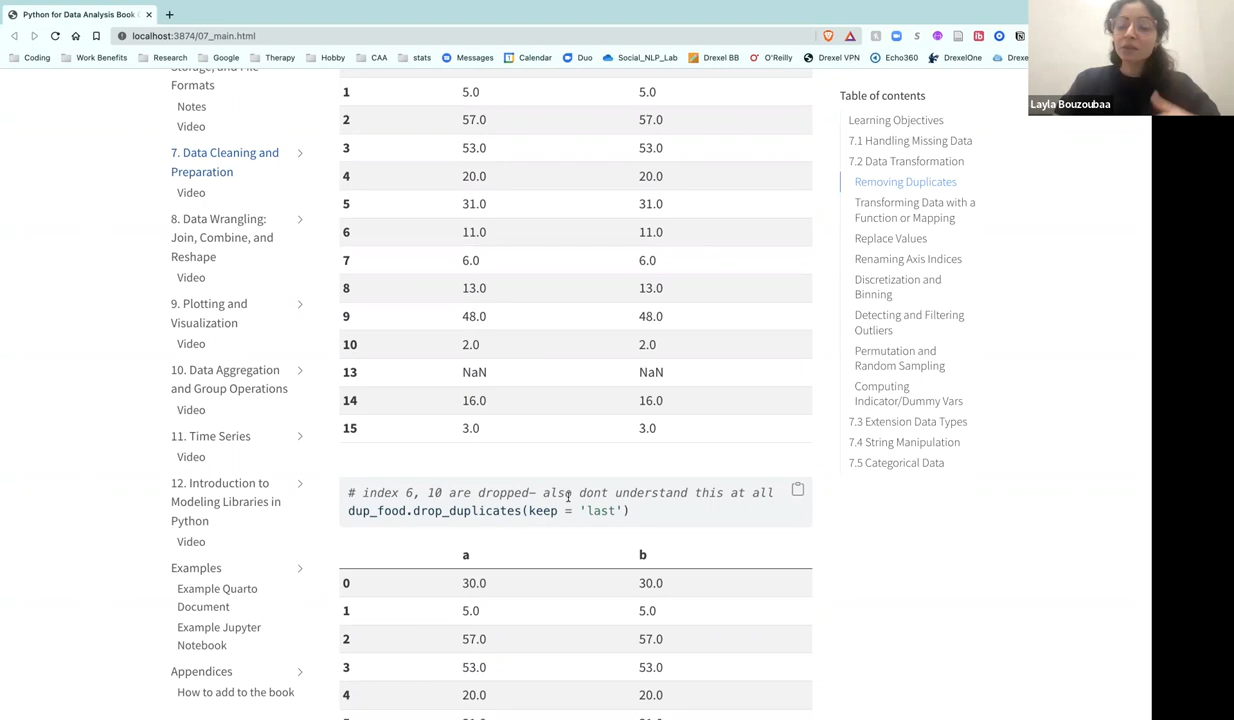 Python for Data Analysis Book C
localhost:3874/07_main.html
Coding Work Benefits Research Google Therapy Hobby CAA stats Messages Calendar Duo Social_NLP_Lab Drexel BB O'Reilly Drexel VPN Echo360 DrexelOne Drexe
Layla Bouzoubaa
Storage, and File
Formats
Notes
Video
7. Data Cleaning and
Preparation
Video
8. Data Wrangling:
Join, Combine, and
Reshape
Video
9. Plotting and
Visualization
Video
10. Data Aggregation
and Group Operations
Video
11. Time Series
Video
12. Introduction to
Modeling Libraries in
Python
Video
Examples
Example Quarto
Document
Example Jupyter
Notebook
Appendices
How to add to the book
1 5.0 5.0
2 57.0 57.0
3 53.0 53.0
4 20.0 20.0
5 31.0 31.0
6 11.0 11.0
7 6.0 6.0
8 13.0 13.0
9 48.0 48.0
10 2.0 2.0
13 NaN NaN
14 16.0 16.0
15 3.0 3.0
# index 6, 10 are dropped- also dont understand this at all
dup_food.drop_duplicates(keep = 'last')
a b
0 30.0 30.0
1 5.0 5.0
2 57.0 57.0
3 53.0 53.0
4 20.0 20.0
Table of contents
Learning Objectives
7.1 Handling Missing Data
7.2 Data Transformation
Removing Duplicates
Transforming Data with a
Function or Mapping
Replace Values
Renaming Axis Indices
Discretization and
Binning
Detecting and Filtering
Outliers
Permutation and
Random Sampling
Computing
Indicator/Dummy Vars
7.3 Extension Data Types
7.4 String Manipulation
7.5 Categorical Data